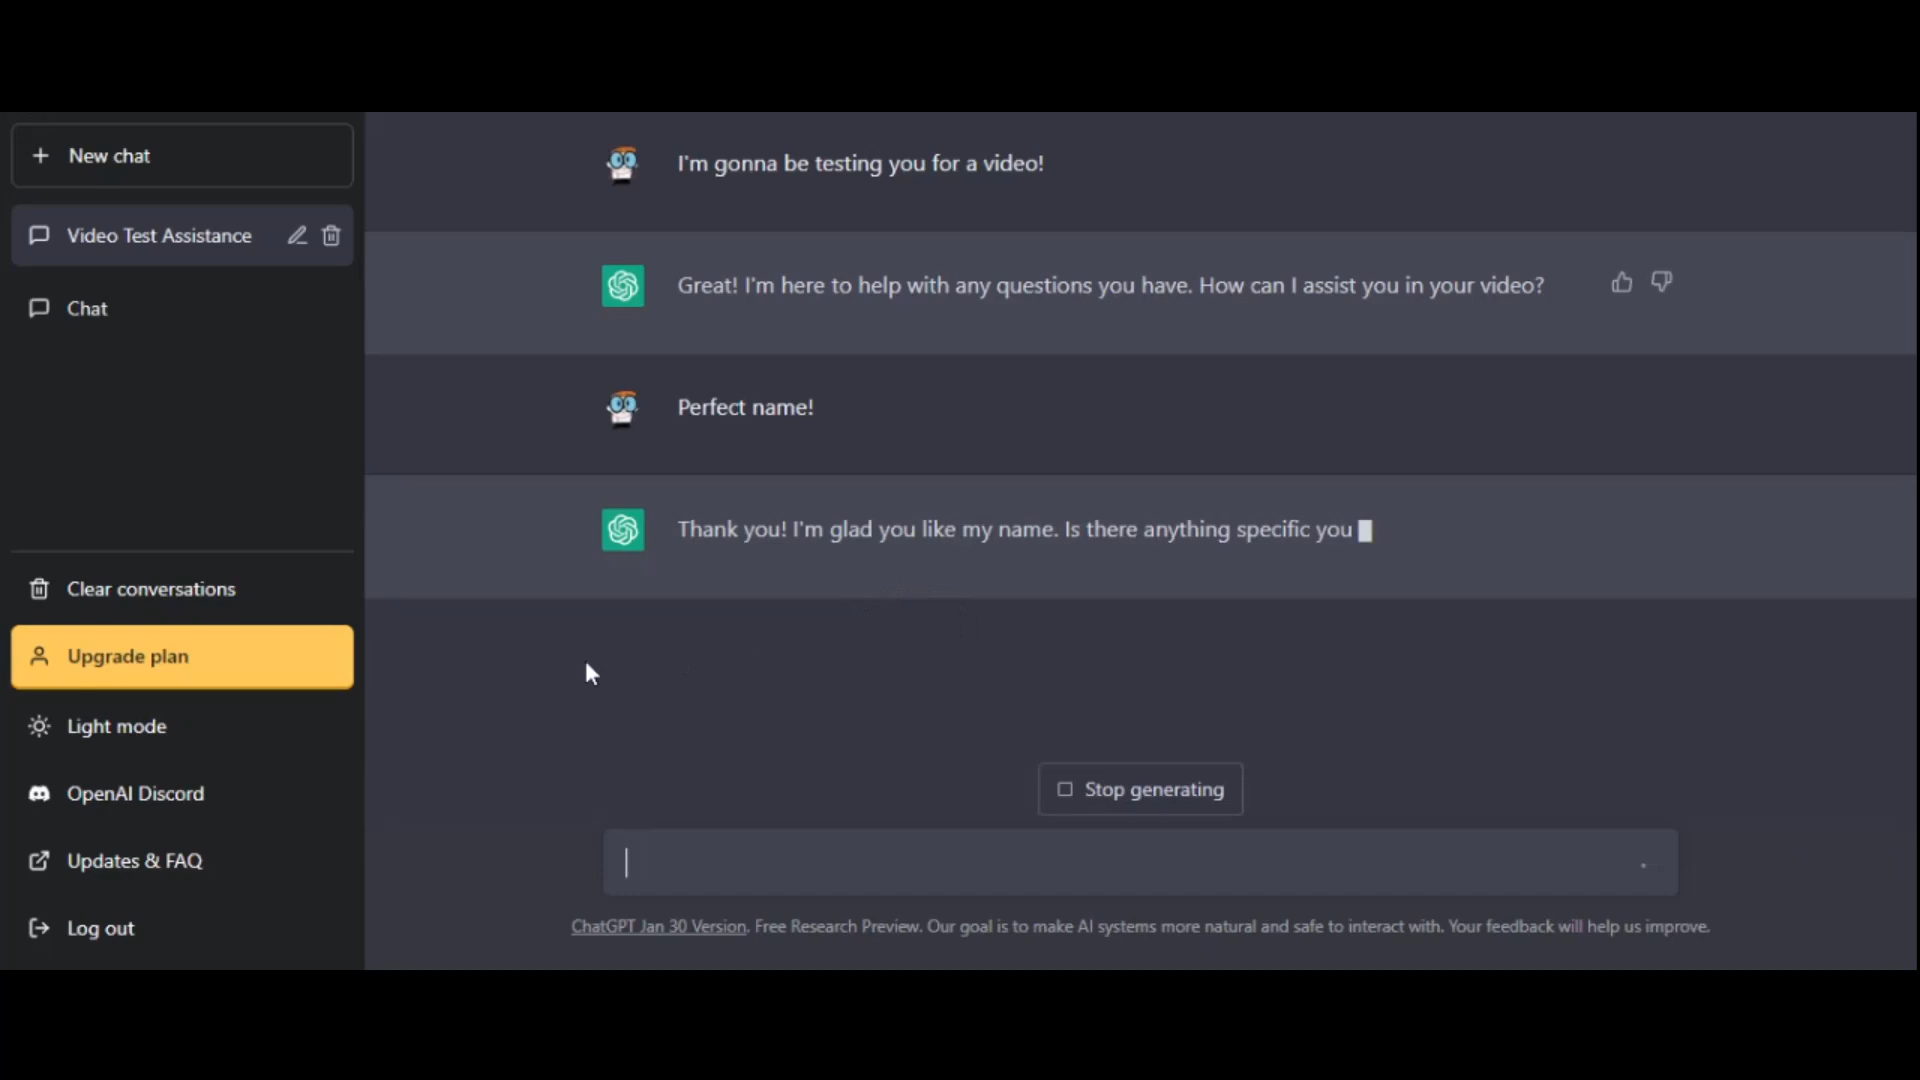 New chat
Video Test Assistance
Chat
Clear conversations
Upgrade plan
Light mode
OpenAI Discord
Updates & FAQ
Log out
I'm gonna be testing you for a video!
Great! I'm here to help with any questions you have. How can I assist you in your video?
Perfect name!
Thank you! I'm glad you like my name. Is there anything specific you
Stop generating
ChatGPT Jan 30 Version. Free Research Preview. Our goal is to make AI systems more natural and safe to interact with. Your feedback will help us improve.